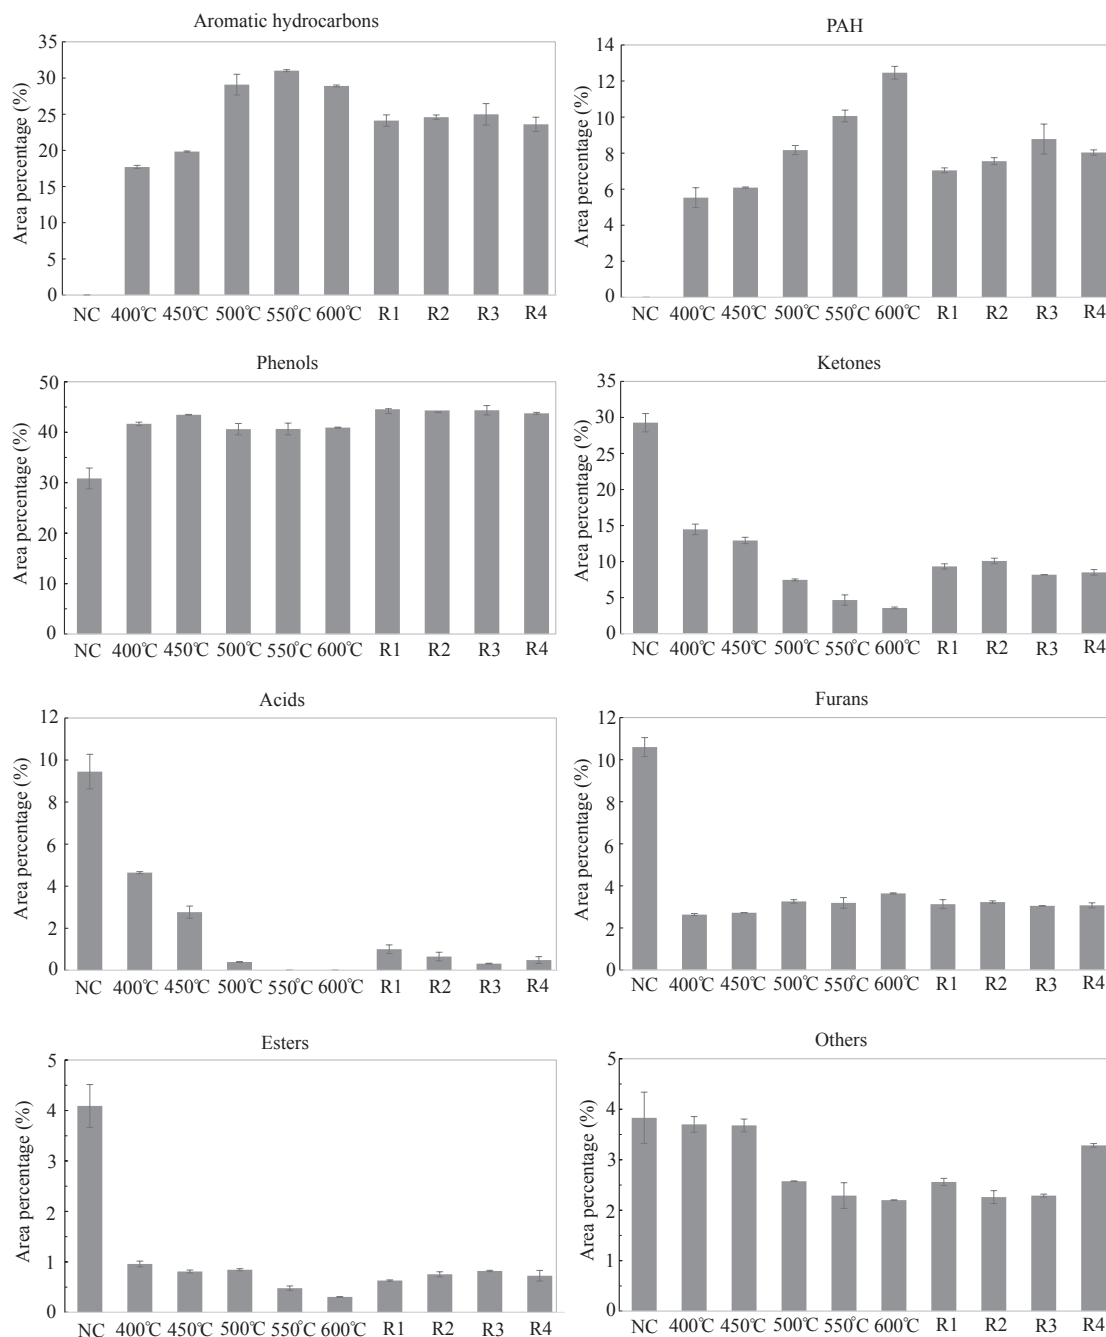 Aromatic hydrocarbons
Area percentage (%)
35
30
25
20
15
10
5
0
NC 400℃ 450℃ 500℃ 550℃ 600℃ R1 R2 R3 R4
PAH
Area percentage (%)
14
12
10
8
6
4
2
0
NC 400℃ 450℃ 500℃ 550℃ 600℃ R1 R2 R3 R4
Phenols
Area percentage (%)
50
40
30
20
10
0
NC 400℃ 450℃ 500℃ 550℃ 600℃ R1 R2 R3 R4
Ketones
Area percentage (%)
35
30
25
20
15
10
5
0
NC 400℃ 450℃ 500℃ 550℃ 600℃ R1 R2 R3 R4
Acids
Area percentage (%)
12
10
8
6
4
2
0
NC 400℃ 450℃ 500℃ 550℃ 600℃ R1 R2 R3 R4
Furans
Area percentage (%)
12
10
8
6
4
2
0
NC 400℃ 450℃ 500℃ 550℃ 600℃ R1 R2 R3 R4
Esters
Area percentage (%)
5
4
3
2
1
0
NC 400℃ 450℃ 500℃ 550℃ 600℃ R1 R2 R3 R4
Others
Area percentage (%)
5
4
3
2
1
0
NC 400℃ 450℃ 500℃ 550℃ 600℃ R1 R2 R3 R4